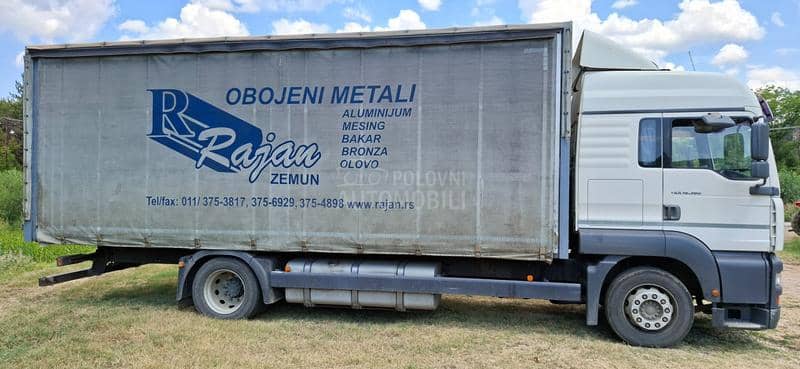 R
Rajan
ZEMUN
OBOJENI METALI
ALUMINIJUM
MESING
BAKAR
BRONZA
OLOVO
Tel/fax: 011/ 375-3817, 375-6929, 375-4898 www.rajan.rs
POLOVNI
AUTOMOBILI